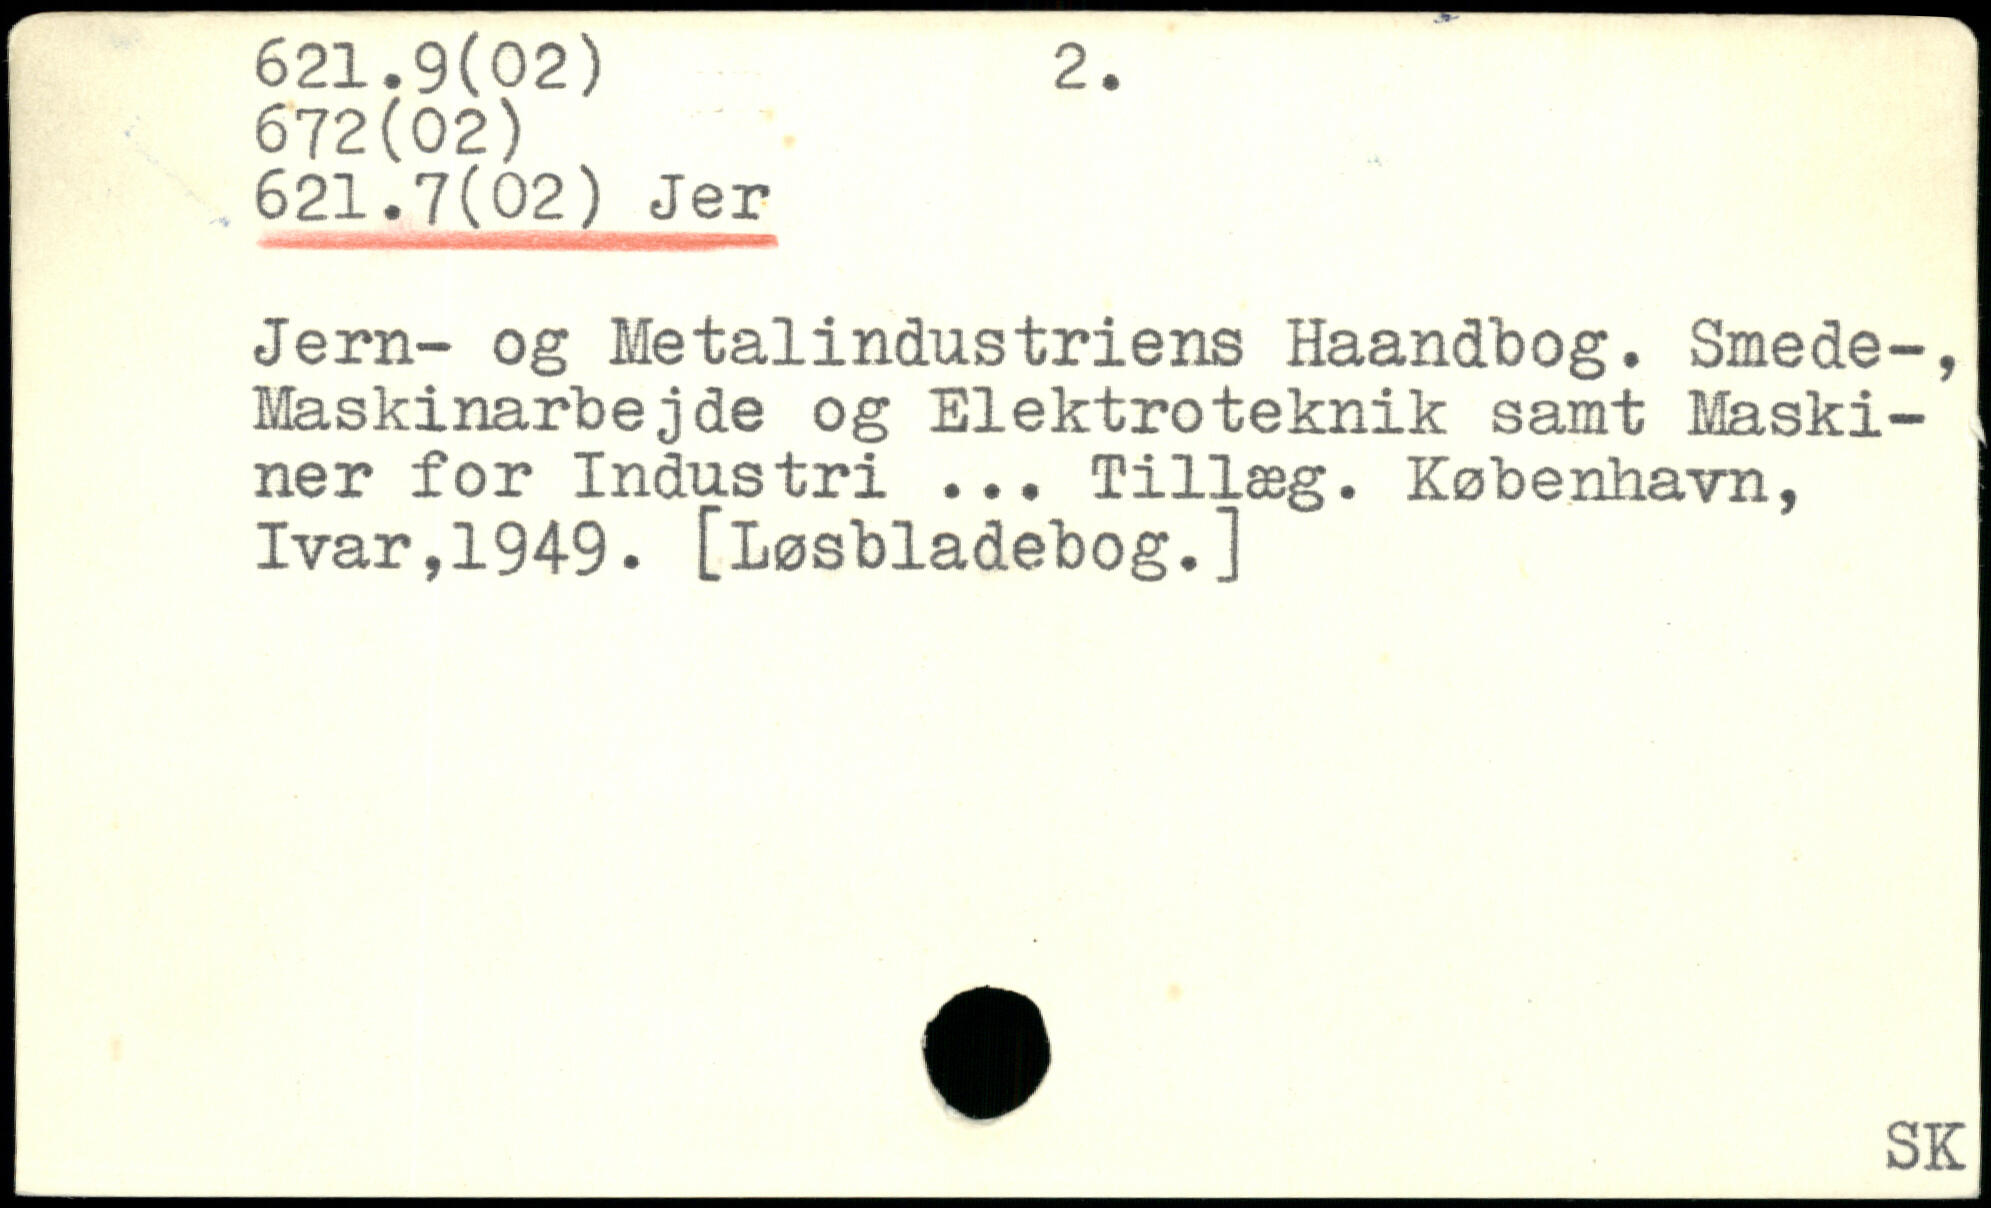 621.9(02) 2.
672(02)
621.7(02) Jer
Jern- og Metalindustriens Haandbog. Smede-,
Maskinarbejde og Elektroteknik samt Maski-
ner for Industri ... Tillæg. København,
Ivar,1949. [Løsbladebog.]
SK